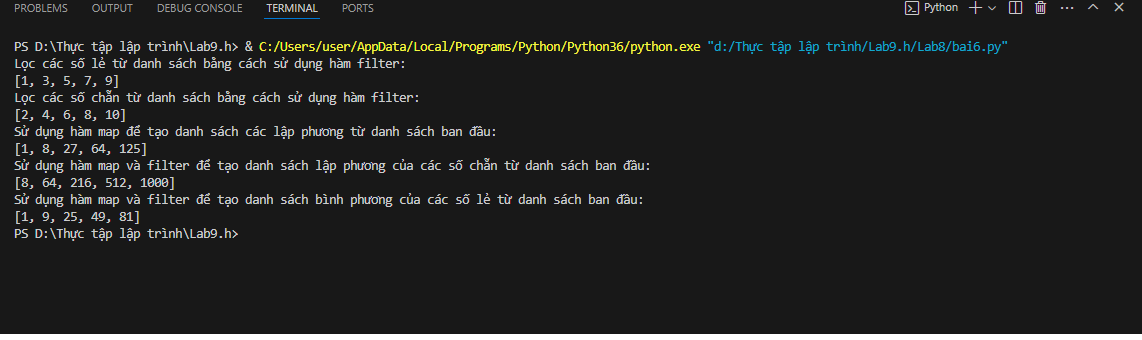 PROBLEMS OUTPUT DEBUG CONSOLE TERMINAL PORTS Python
PS D:\Thực tập lập trình\Lab9.h> & C:/Users/user/AppData/Local/Programs/Python/Python36/python.exe "d:/Thực tập lập trình/Lab9.h/Lab8/bai6.py"
Lọc các số lẻ từ danh sách bằng cách sử dụng hàm filter:
[1, 3, 5, 7, 9]
Lọc các số chẵn từ danh sách bằng cách sử dụng hàm filter:
[2, 4, 6, 8, 10]
Sử dụng hàm map để tạo danh sách các lập phương từ danh sách ban đầu:
[1, 8, 27, 64, 125]
Sử dụng hàm map và filter để tạo danh sách lập phương của các số chẵn từ danh sách ban đầu:
[8, 64, 216, 512, 1000]
Sử dụng hàm map và filter để tạo danh sách bình phương của các số lẻ từ danh sách ban đầu:
[1, 9, 25, 49, 81]
PS D:\Thực tập lập trình\Lab9.h>